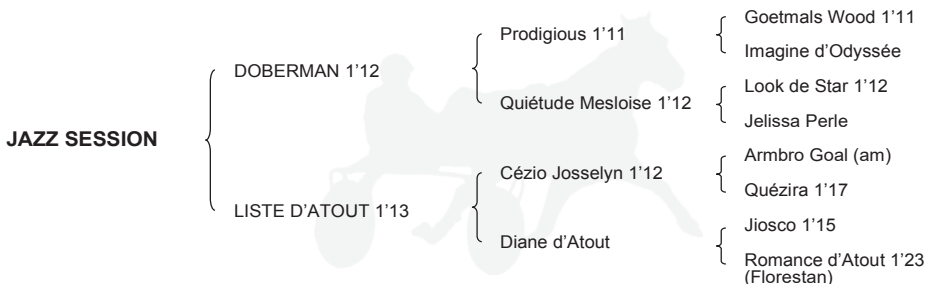 Goetmals Wood 1’11
Prodigious 1’11
Imagine d’Odyssée
DOBERMAN 1’12
Look de Star 1’12
Quiétude Mesloise 1’12
Jelissa Perle
JAZZ SESSION
Armbro Goal (am)
Cézio Josselyn 1’12
Quézira 1’17
LISTE D’ATOUT 1’13
Jiosco 1’15
Diane d’Atout
Romance d’Atout 1’23
(Florestan)